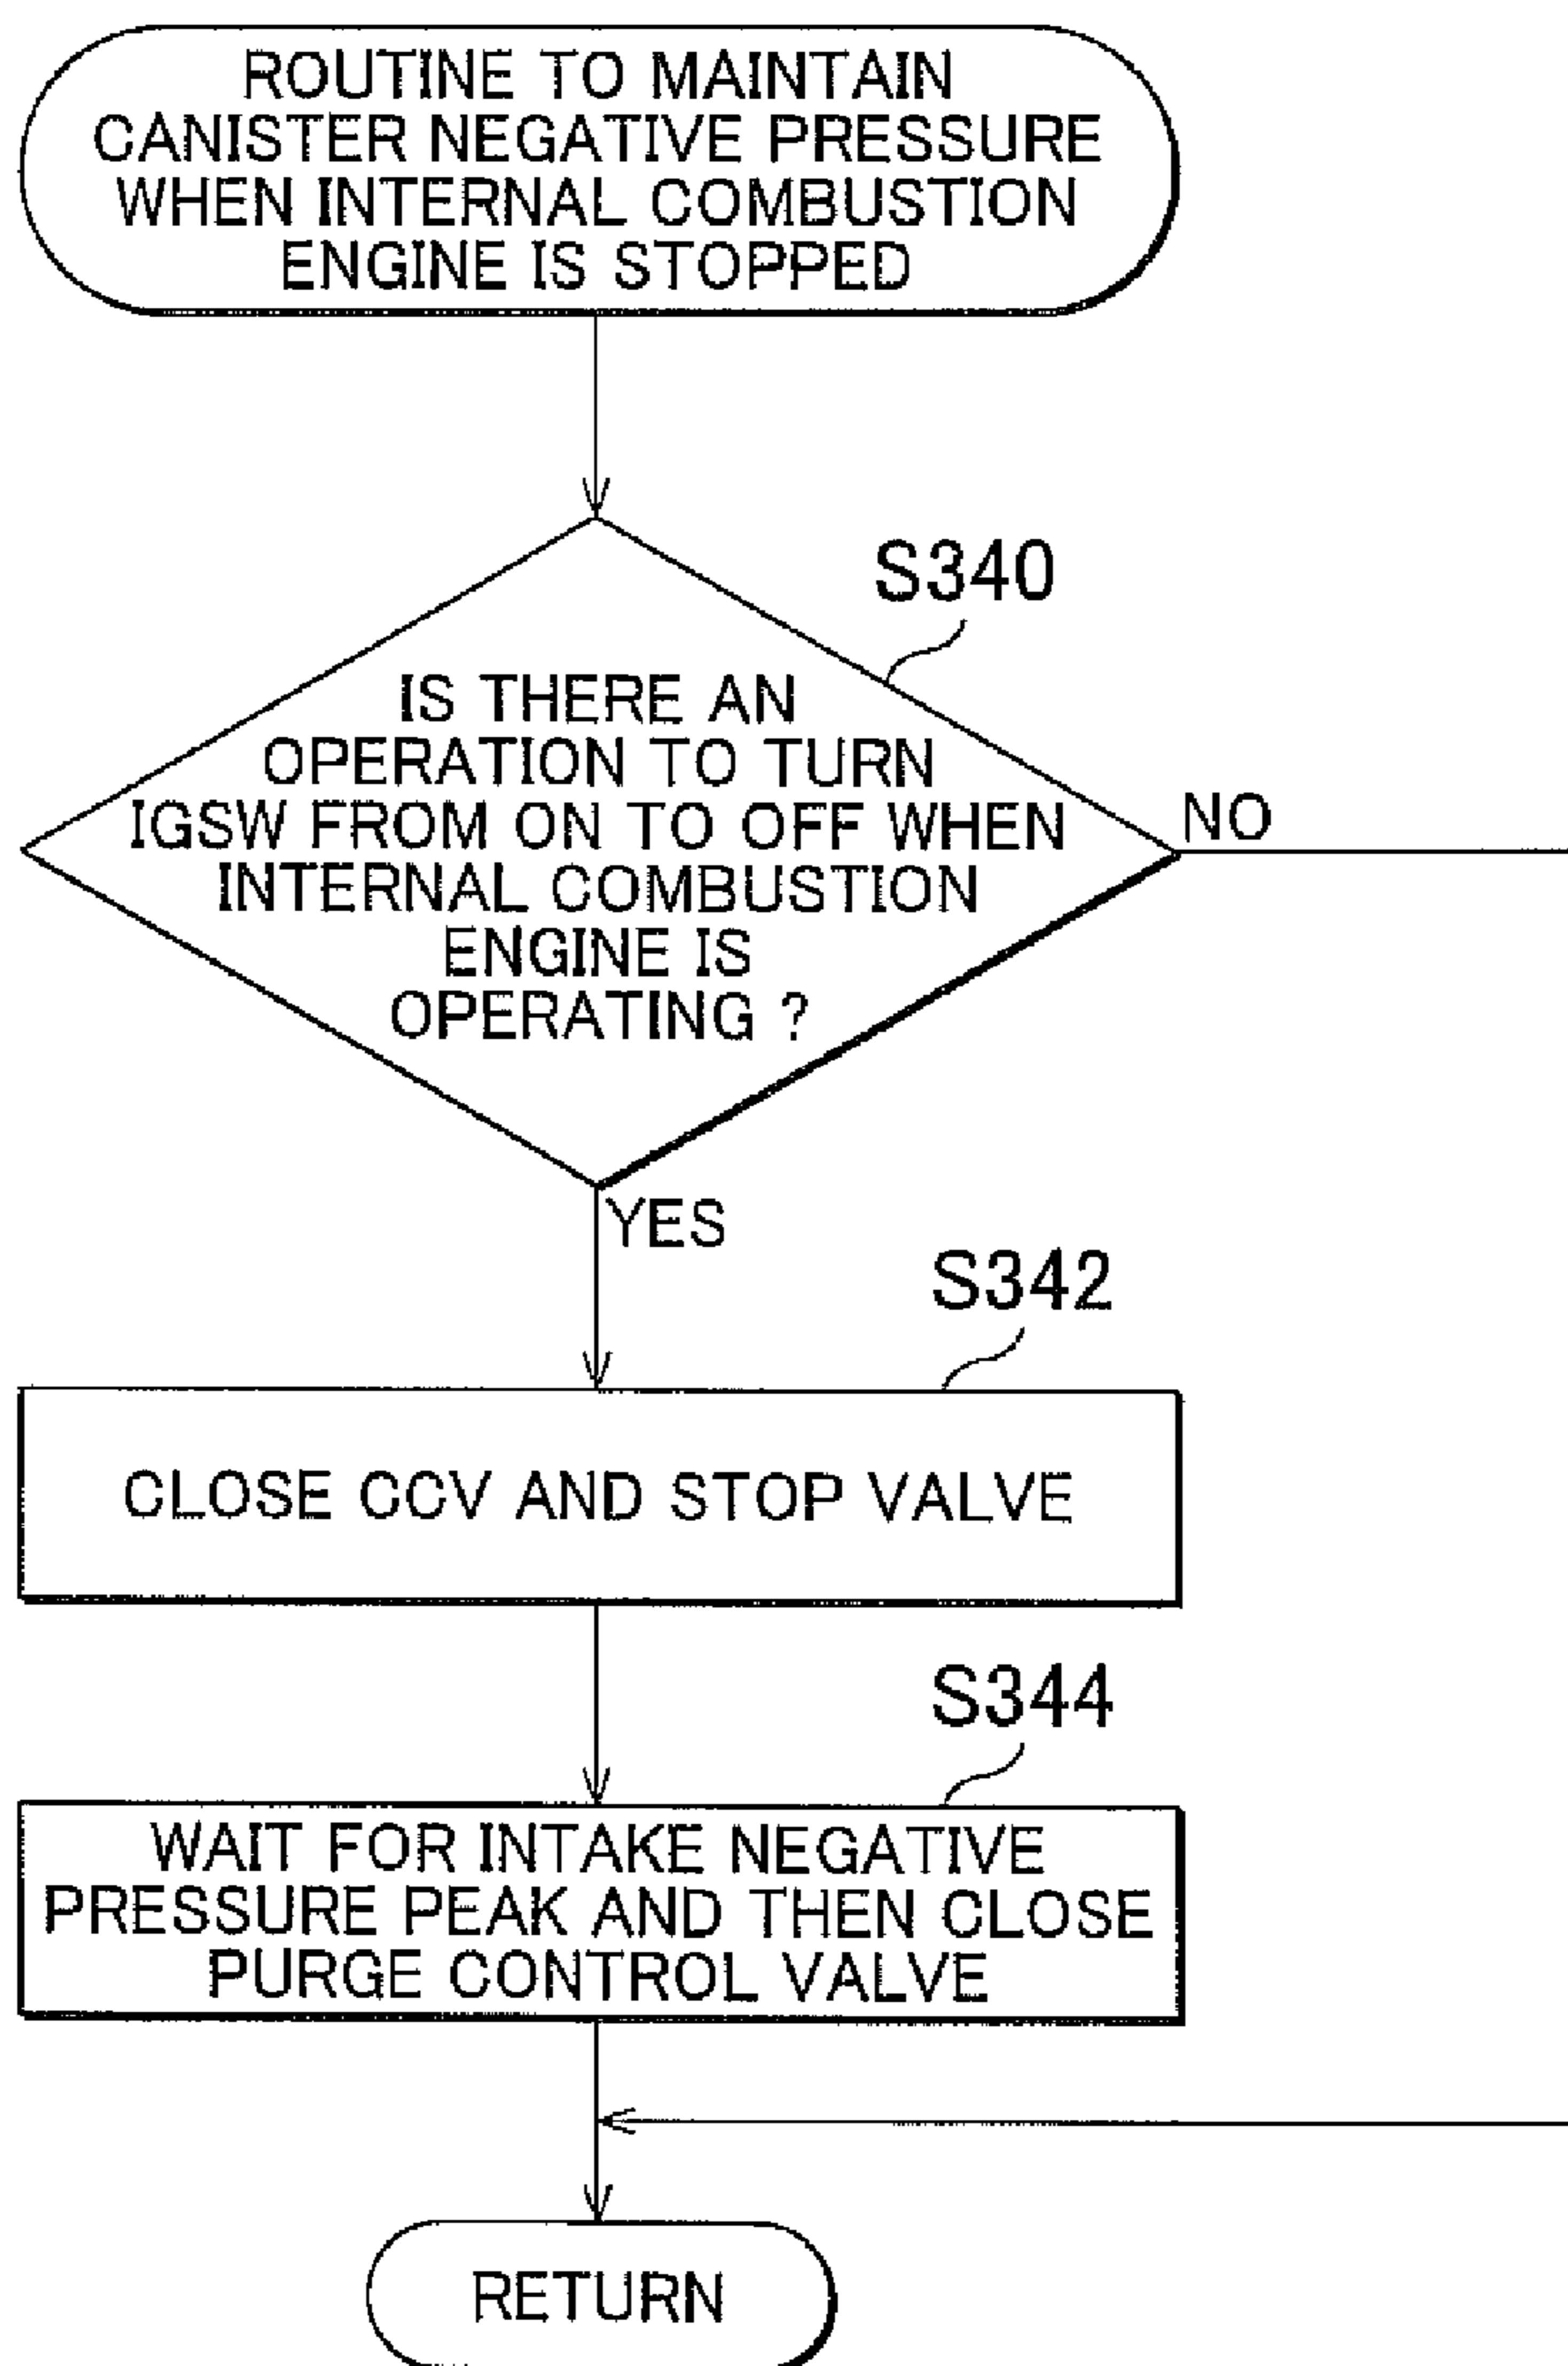 ROUTINE TO MAINTAIN
CANISTER NEGATIVE PRESSURE
WHEN INTERNAL COMBUSTION
ENGINE IS STOPPED
S340
IS THERE AN
OPERATION TO TURN
IGSW FROM ON TO OFF WHEN
INTERNAL COMBUSTION
ENGINE IS
OPERATING ?
NO
YES
S342
CLOSE CCV AND STOP VALVE
S344
WAIT FOR INTAKE NEGATIVE
PRESSURE PEAK AND THEN CLOSE
PURGE CONTROL VALVE
RETURN